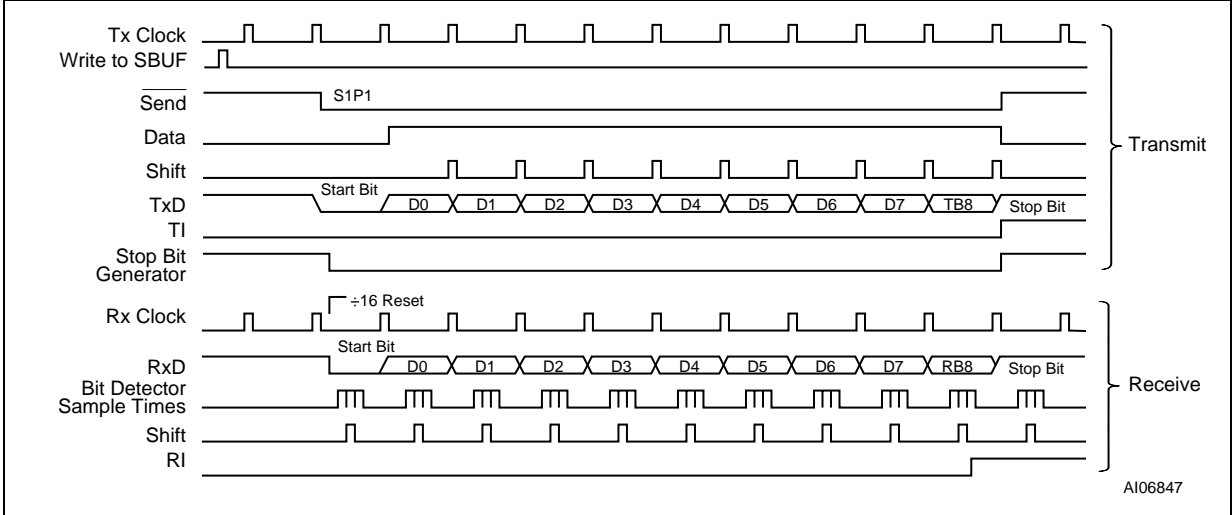 Tx Clock
Write to SBUF
Send
S1P1
Data
Transmit
Shift
Start Bit
TxD
D0 D1 D2 D3 D4 D5 D6 D7 TB8
Stop Bit
TI
Stop Bit
Generator
÷16 Reset
Rx Clock
Start Bit
RxD
D0 D1 D2 D3 D4 D5 D6 D7 RB8
Stop Bit
Bit Detector
Sample Times
Receive
Shift
RI
AI06847